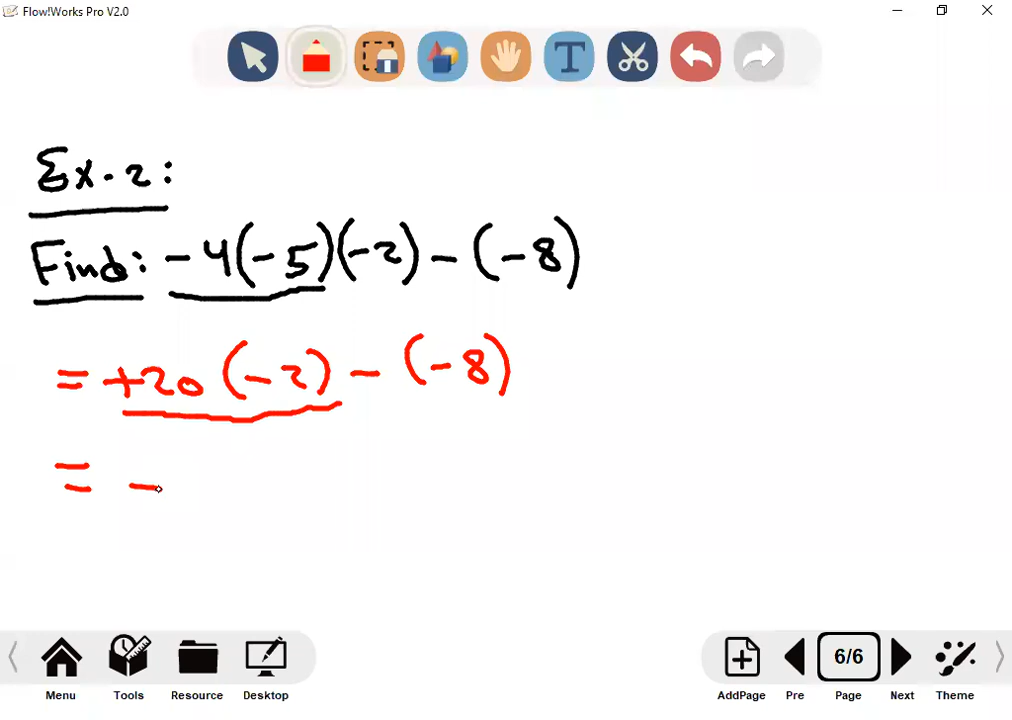 Flow!Works Pro V2.0
T
Ex-2:
Find: -4(-5)(-2)-(-8)
= +20(-2)-(-8)
= -
Menu Tools Resource Desktop 6/6 AddPage Pre Page Next Theme